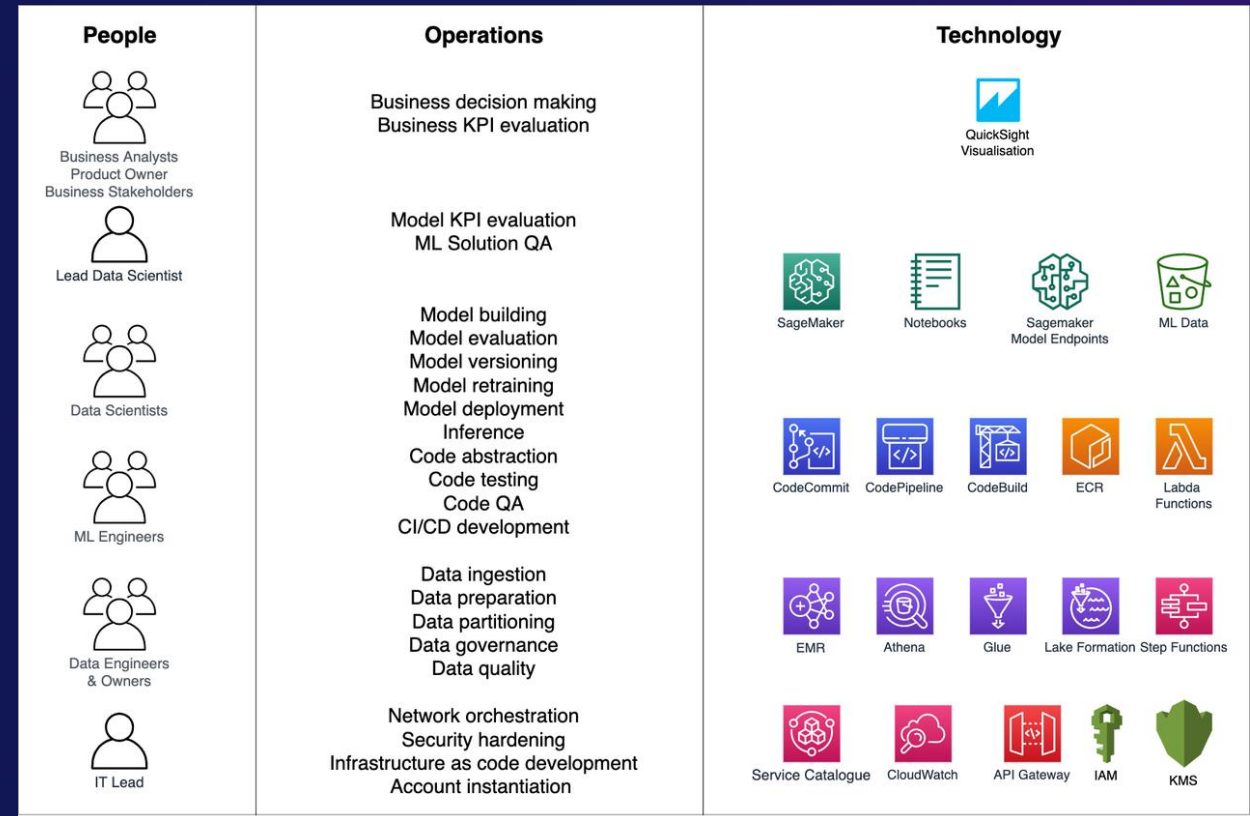 People
Business Analysts
Product Owner
Business Stakeholders
Lead Data Scientist
Data Scientists
ML Engineers
Data Engineers
& Owners
IT Lead
Operations
Business decision making
Business KPI evaluation
Model KPI evaluation
ML Solution QA
Model building
Model evaluation
Model versioning
Model retraining
Model deployment
Inference
Code abstraction
Code testing
Code QA
CI/CD development
Data ingestion
Data preparation
Data partitioning
Data governance
Data quality
Network orchestration
Security hardening
Infrastructure as code development
Account instantiation
Technology
QuickSight
Visualisation
SageMaker
Notebooks
Sagemaker
Model Endpoints
ML Data
CodeCommit
CodePipeline
CodeBuild
ECR
Labda
Functions
EMR
Athena
Glue
Lake Formation
Step Functions
Service Catalogue
CloudWatch
API Gateway
IAM
KMS